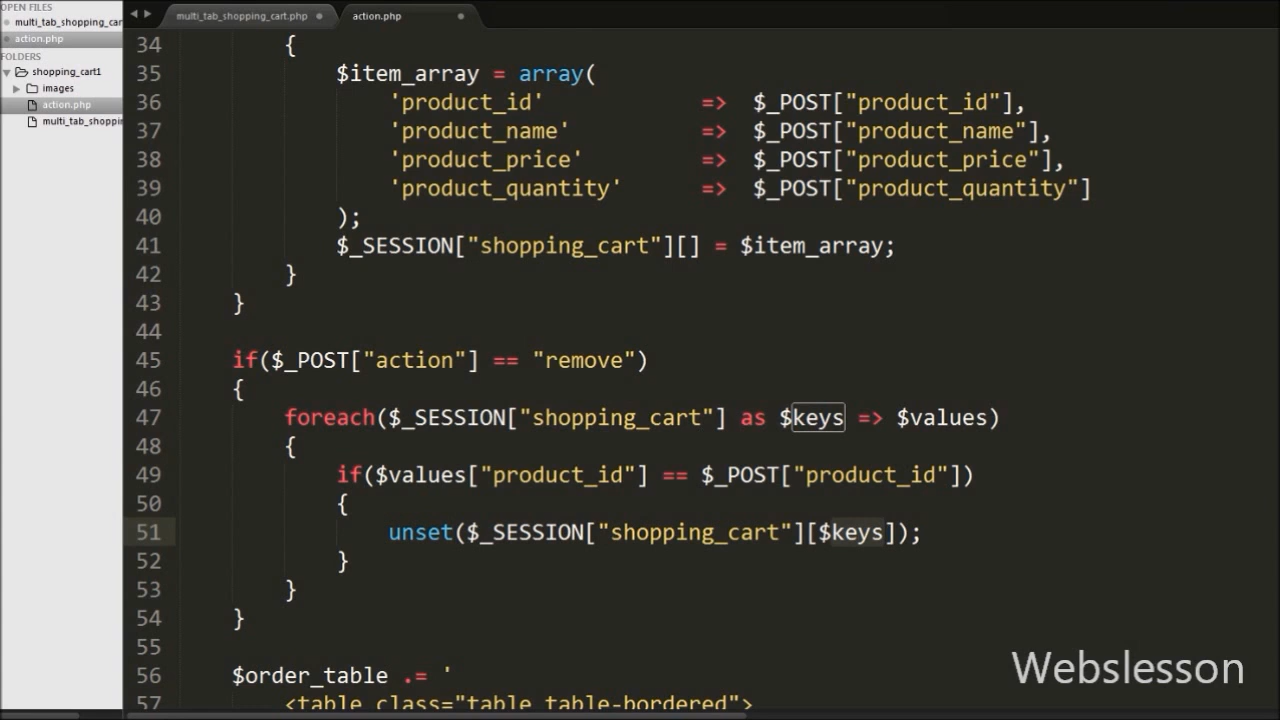 OPEN FILES
multi_tab_shopping_car
action.php
FOLDERS
shopping_cart1
images
action.php
multi_tab_shoppin
multi_tab_shopping_cart.php
action.php
34 {
35 $item_array = array(
36 'product_id' => $_POST["product_id"],
37 'product_name' => $_POST["product_name"],
38 'product_price' => $_POST["product_price"],
39 'product_quantity' => $_POST["product_quantity"]
40 );
41 $_SESSION["shopping_cart"][] = $item_array;
42 }
43 }
44
45 if($_POST["action"] == "remove")
46 {
47 foreach($_SESSION["shopping_cart"] as $keys => $values)
48 {
49 if($values["product_id"] == $_POST["product_id"])
50 {
51 unset($_SESSION["shopping_cart"][$keys]);
52 }
53 }
54 }
55
56 $order_table .= '
57 <table class="table table-bordered">
Webslesson